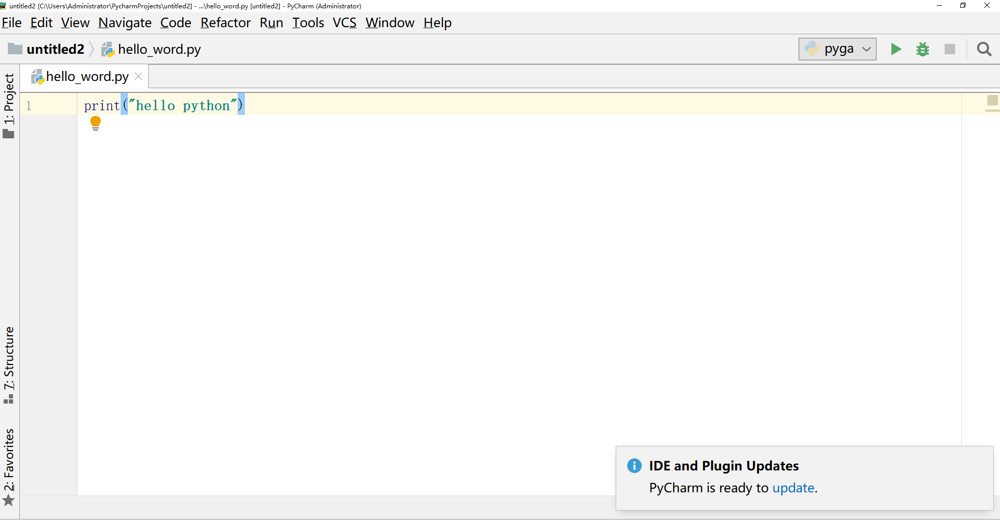 untitled2 [C:\Users\Administrator\PycharmProjects\untitled2] - ...\hello_word.py [untitled2] - PyCharm (Administrator)
File Edit View Navigate Code Refactor Run Tools VCS Window Help
untitled2 hello_word.py pyga
hello_word.py
1: Project
1 print("hello python")
7: Structure
2: Favorites
IDE and Plugin Updates
PyCharm is ready to update.